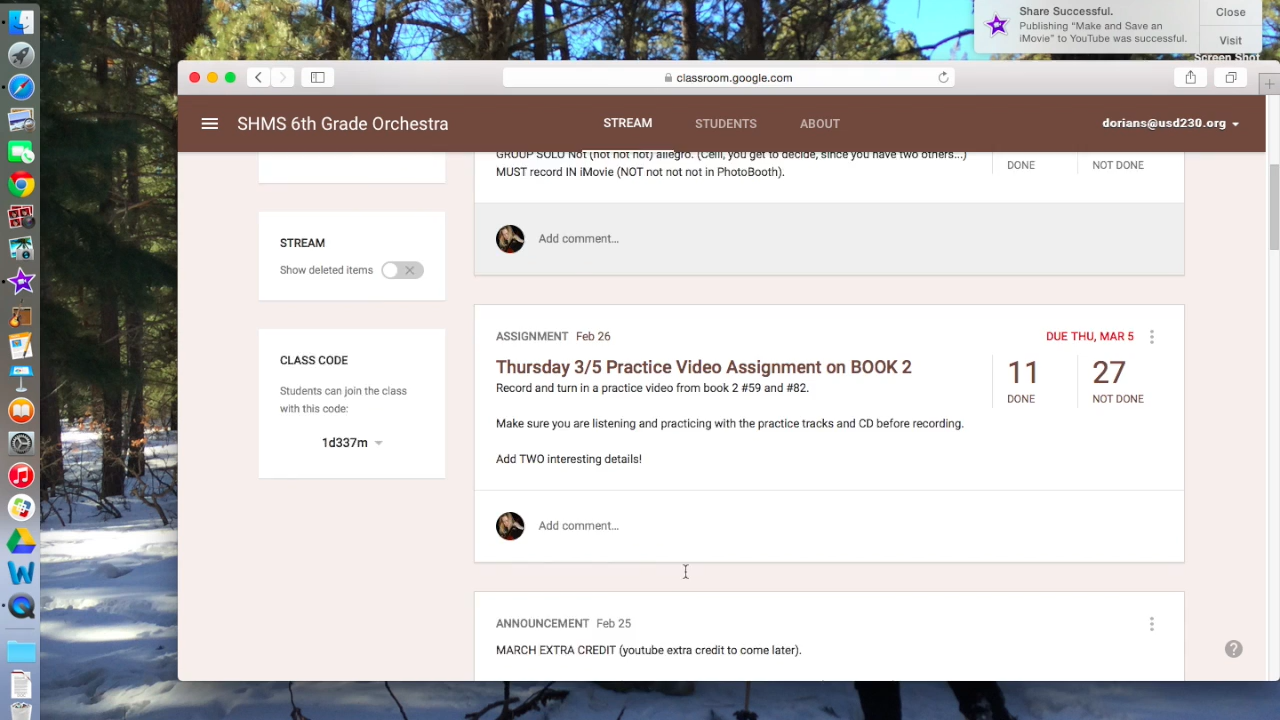 Share Successful.
Publishing “Make and Save an
iMovie” to YouTube was successful.
Close
Visit
Screen Shot
classroom.google.com
SHMS 6th Grade Orchestra
STREAM
STUDENTS
ABOUT
dorians@usd230.org
GROUP SOLO Not (not not not) allegro. (Celli, you get to decide, since you have two others...)
MUST record IN iMovie (NOT not not not in PhotoBooth).
DONE
NOT DONE
Add comment...
STREAM
Show deleted items
CLASS CODE
Students can join the class
with this code:
1d337m
ASSIGNMENT Feb 26
DUE THU, MAR 5
Thursday 3/5 Practice Video Assignment on BOOK 2
Record and turn in a practice video from book 2 #59 and #82.
Make sure you are listening and practicing with the practice tracks and CD before recording.
Add TWO interesting details!
11
DONE
27
NOT DONE
Add comment...
ANNOUNCEMENT Feb 25
MARCH EXTRA CREDIT (youtube extra credit to come later).